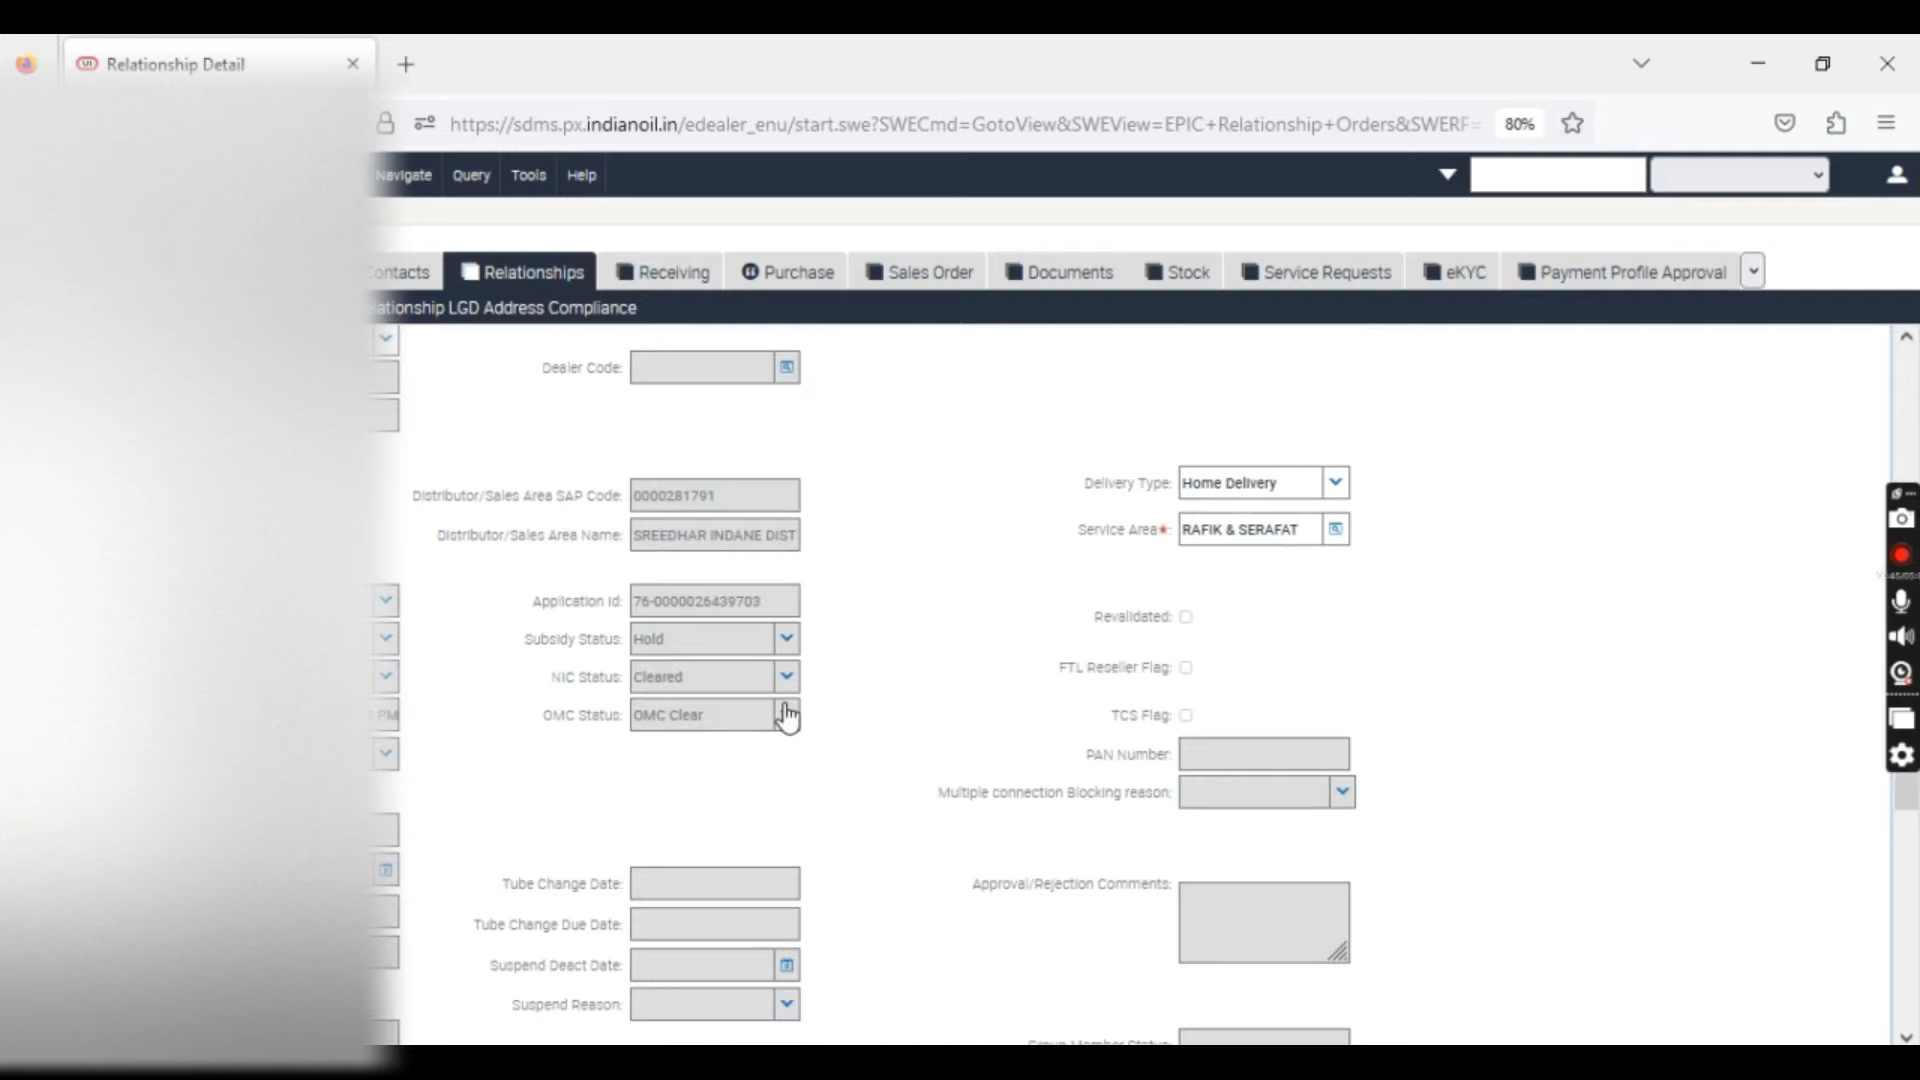 Relationship Detail
https://sdms.px.indianoil.in/edealer_enu/start.swe?SWECmd=GotoView&SWEView=EPIC+Relationship+Orders&SWERF= 80%
Navigate Query Tools Help
Contacts Relationships Receiving Purchase Sales Order Documents Stock Service Requests eKYC Payment Profile Approval
ationship LGD Address Compliance
Dealer Code:
Delivery Type: Home Delivery
Distributor/Sales Area SAP Code: 0000281791
Service Area*: RAFIK & SERAFAT
Distributor/Sales Area Name: SREEDHAR INDANE DIST
Application Id: 76-0000026439703
Revalidated:
Subsidy Status: Hold
FTL Reseller Flag:
NIC Status: Cleared
PM OMC Status: OMC Clear
TCS Flag:
PAN Number:
Multiple connection Blocking reason:
Tube Change Date:
Approval/Rejection Comments:
Tube Change Due Date:
Suspend Deact Date:
Suspend Reason:
Group Member Status: